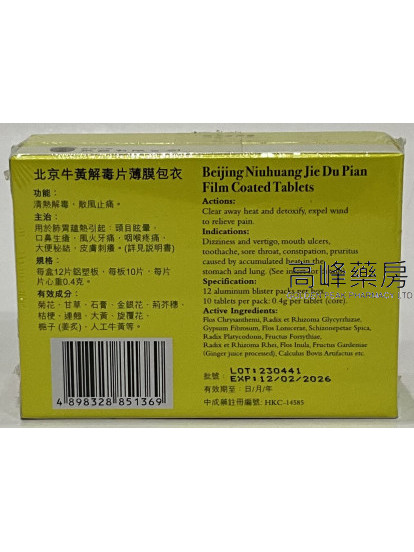 北京牛黃解毒片薄膜包衣
功能：
清熱解毒，散風止痛。
主治：
用於肺胃蘊熱引起：頭目眩暈，
口鼻生瘡，風火牙痛，咽喉疼痛，
大便秘結，皮膚刺癢。(詳見說明書)
規格：
每盒12片鋁塑板，每板10片，每片
片心重0.4克。
有效成分：
菊花、甘草、石膏、金銀花、荊芥穗、
桔梗、連翹、大黃、旋覆花、
梔子(姜炙)，人工牛黃等。
4 898328 851369
Beijing Niuhuang Jie Du Pian
Film Coated Tablets
Actions:
Clear away heat and detoxify, expel wind
to relieve pain.
Indications:
Dizziness and vertigo, mouth ulcers,
toothache, sore throat, constipation, pruritus
caused by accumulated heat in the
stomach and lung. (See insert for
Specification:
12 aluminum blaster packs per box,
10 tablets per pack: 0.4g per tablet (core).
Active Ingredients:
Flos Chrysanthemi, Radix et Rhizoma Glycyrrhizae,
Gypsum Fibrosum, Flos Lonicerae, Schizonepetae Spica,
Radix Platycodonis, Fructus Forsythiae,
Radix et Rhizoma Rhei, Flos Inulae, Fructus Gardeniae
(Ginger juice processed), Calculus Bovis Artifactus etc.
批號：LOT:230441
EXP:12/02/2026
有效期至：日/月/年
中成藥註冊編號：HKC-14585
高峰藥房